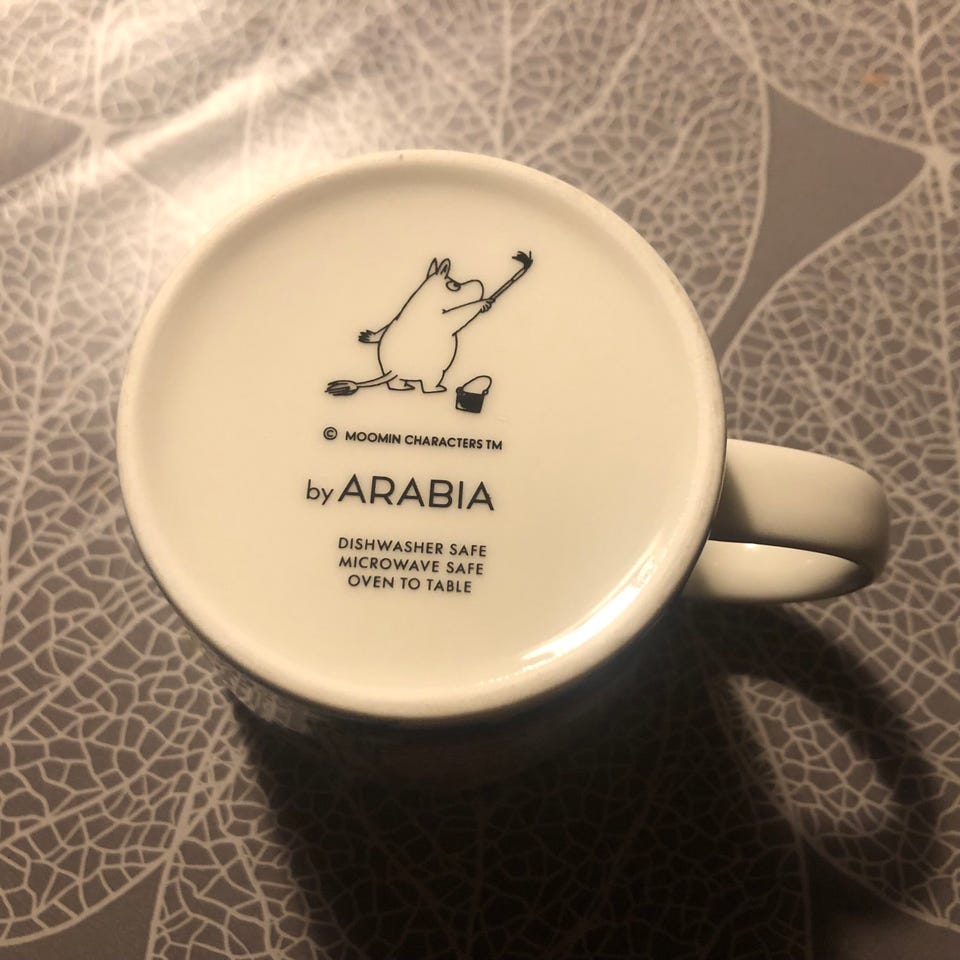 © MOOMIN CHARACTERS TM
by ARABIA
DISHWASHER SAFE
MICROWAVE SAFE
OVEN TO TABLE